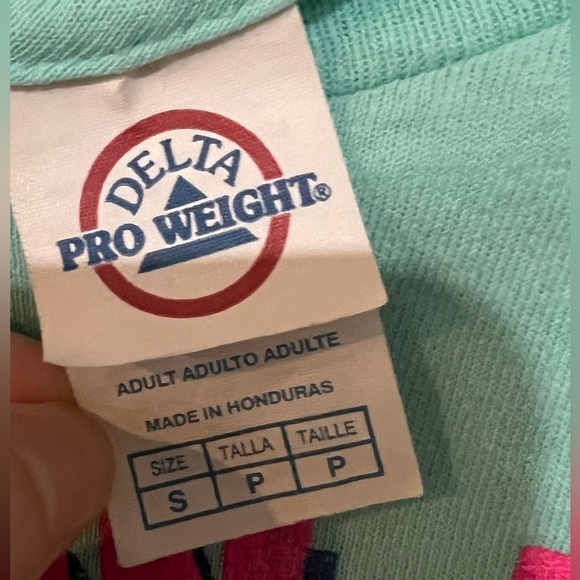 DELTA
PRO WEIGHT®
ADULT ADULTO ADULTE
MADE IN HONDURAS
SIZE TALLA TAILLE
S P P